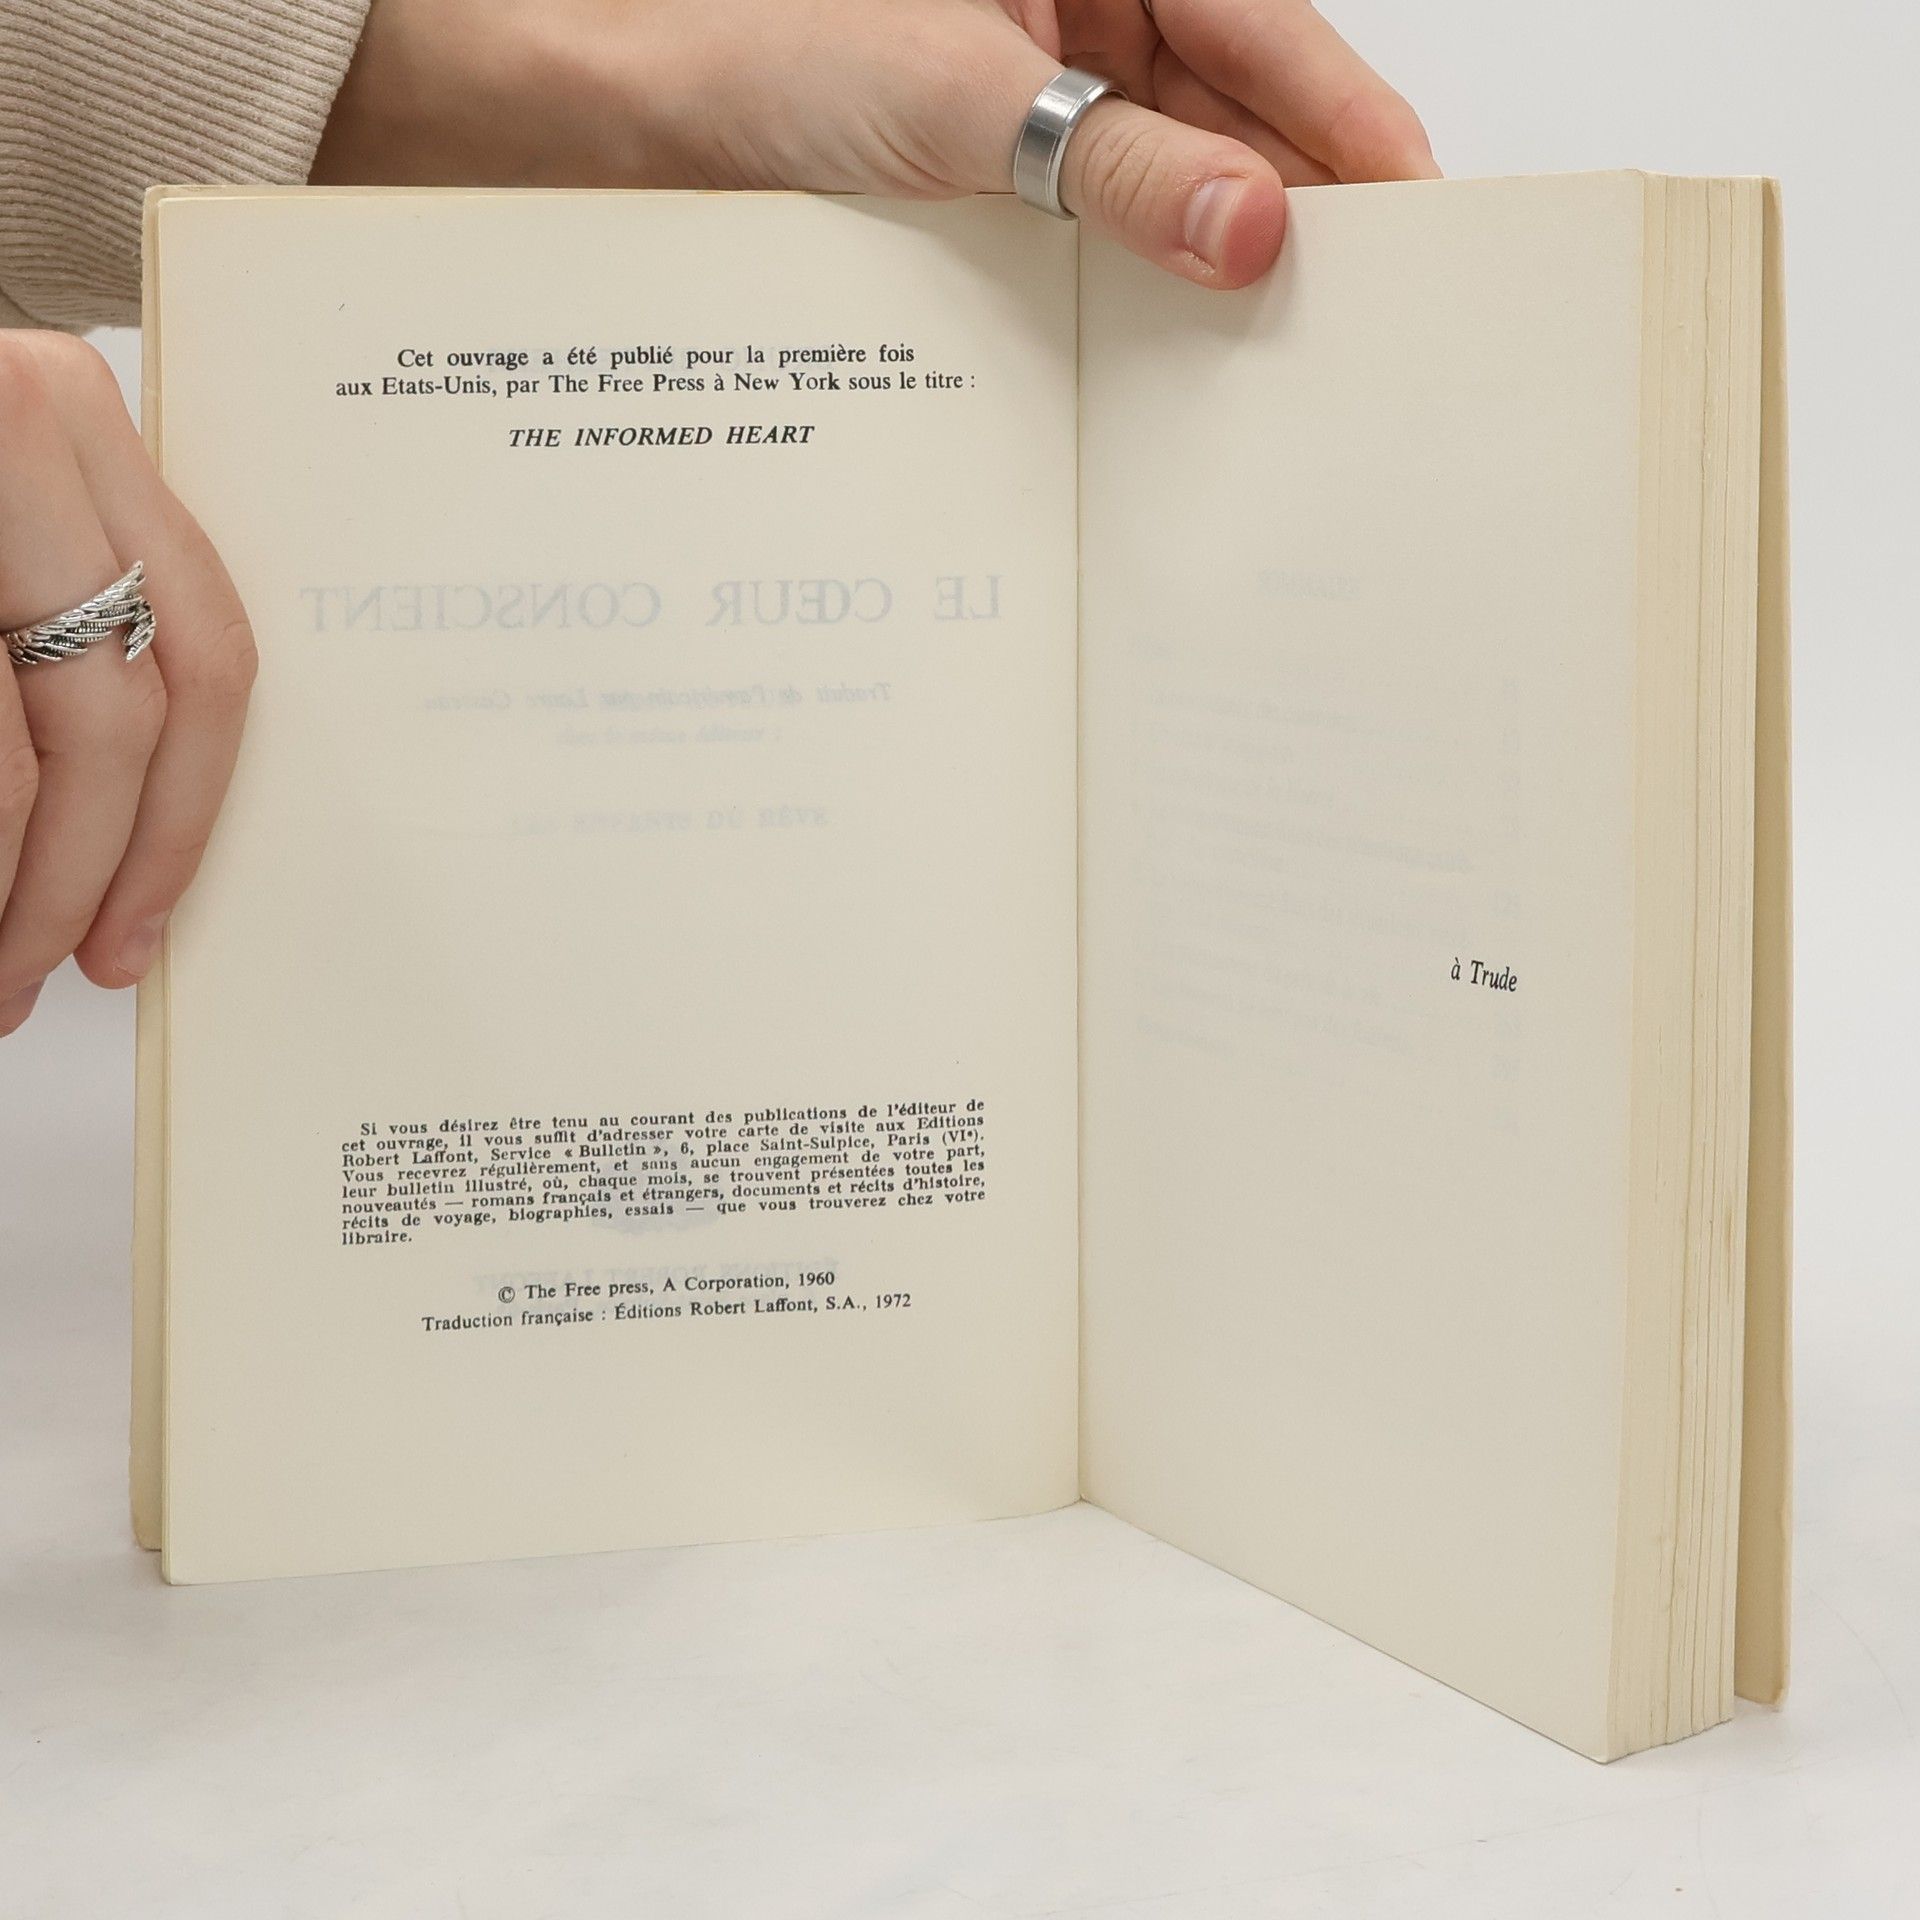 Cet ouvrage a été publié pour la première fois
aux Etats-Unis, par The Free Press à New York sous le titre :
THE INFORMED HEART
LE CŒUR CONSCIENT
Si vous désirez être tenu au courant des publications de l'éditeur de
cet ouvrage, il vous suffit d'adresser votre carte de visite aux Editions
Robert Laffont, Service « Bulletin », 6, place Saint-Sulpice, Paris (VIᵉ).
Vous recevrez régulièrement, et sans aucun engagement de votre part,
leur bulletin illustré, où, chaque mois, se trouvent présentées toutes les
nouveautés — romans français et étrangers, documents et récits d'histoire,
récits de voyage, biographies, essais — que vous trouverez chez votre
libraire.
© The Free press, A Corporation, 1960
Traduction française : Éditions Robert Laffont, S.A., 1972
à Trude